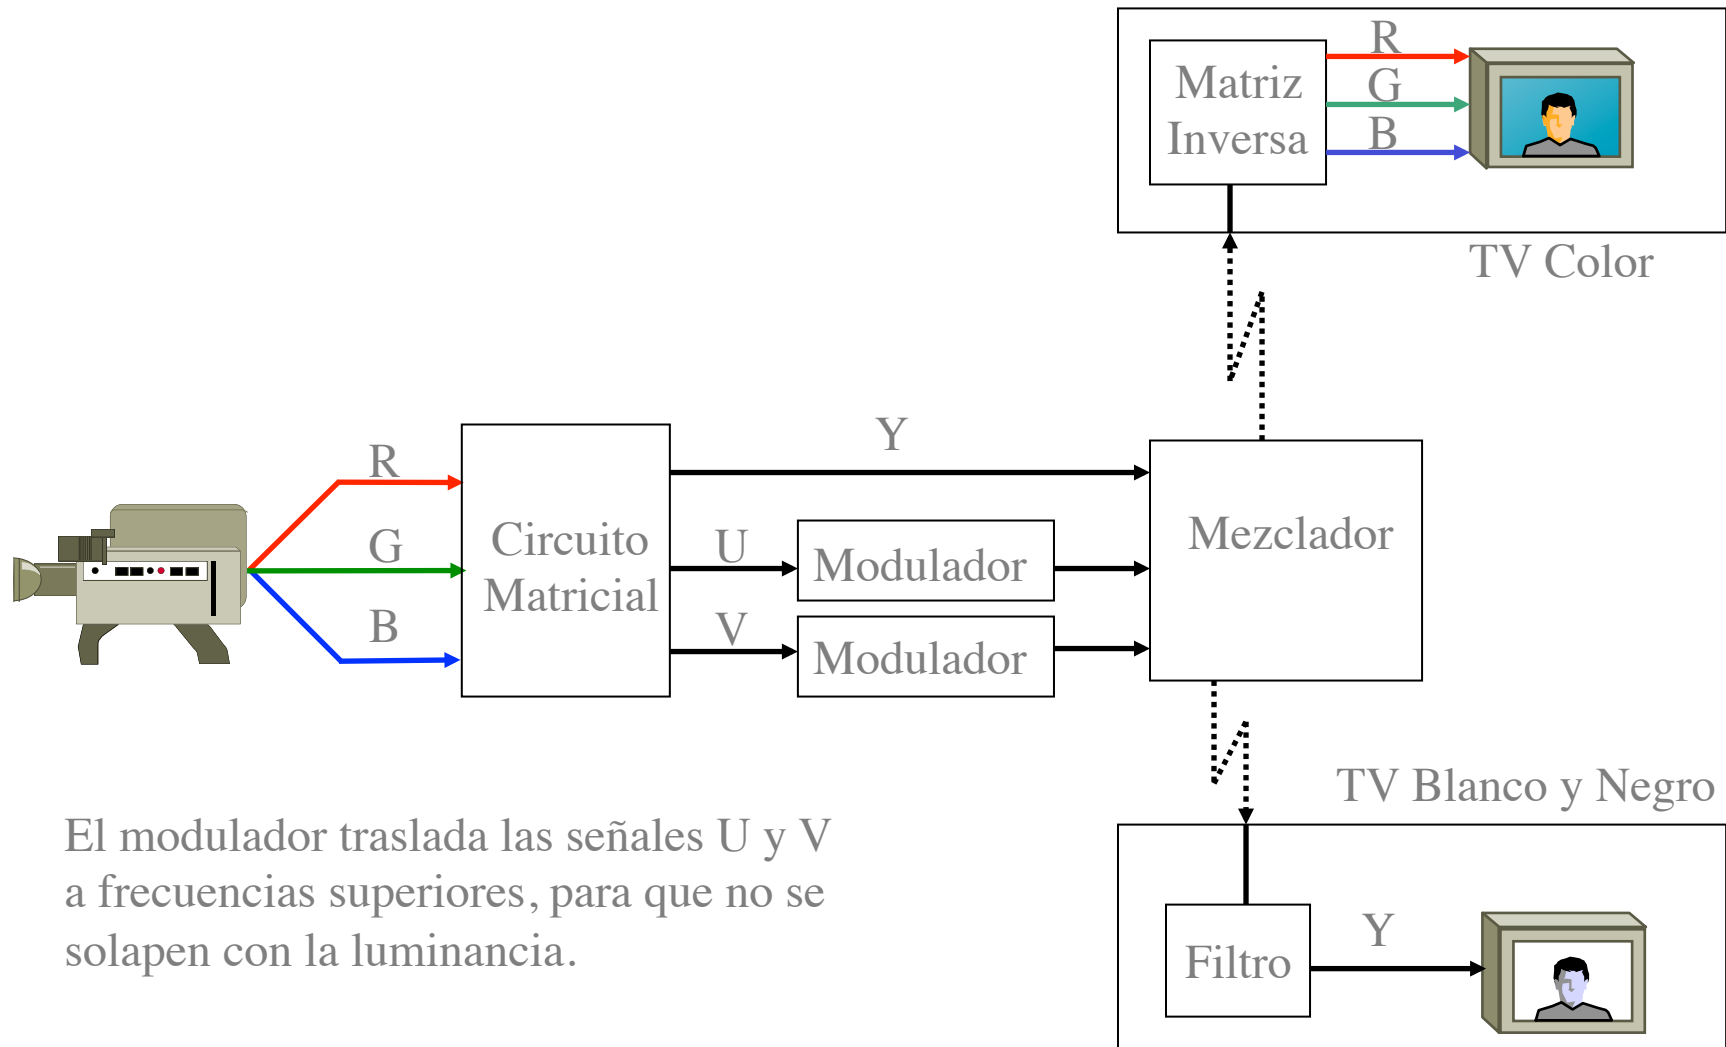 R
G
B
Matriz
Inversa
TV Color
R
G
B
Circuito
Matricial
Y
U
V
Modulador
Modulador
Mezclador
TV Blanco y Negro
Filtro
Y
El modulador traslada las señales U y V
a frecuencias superiores, para que no se
solapen con la luminancia.